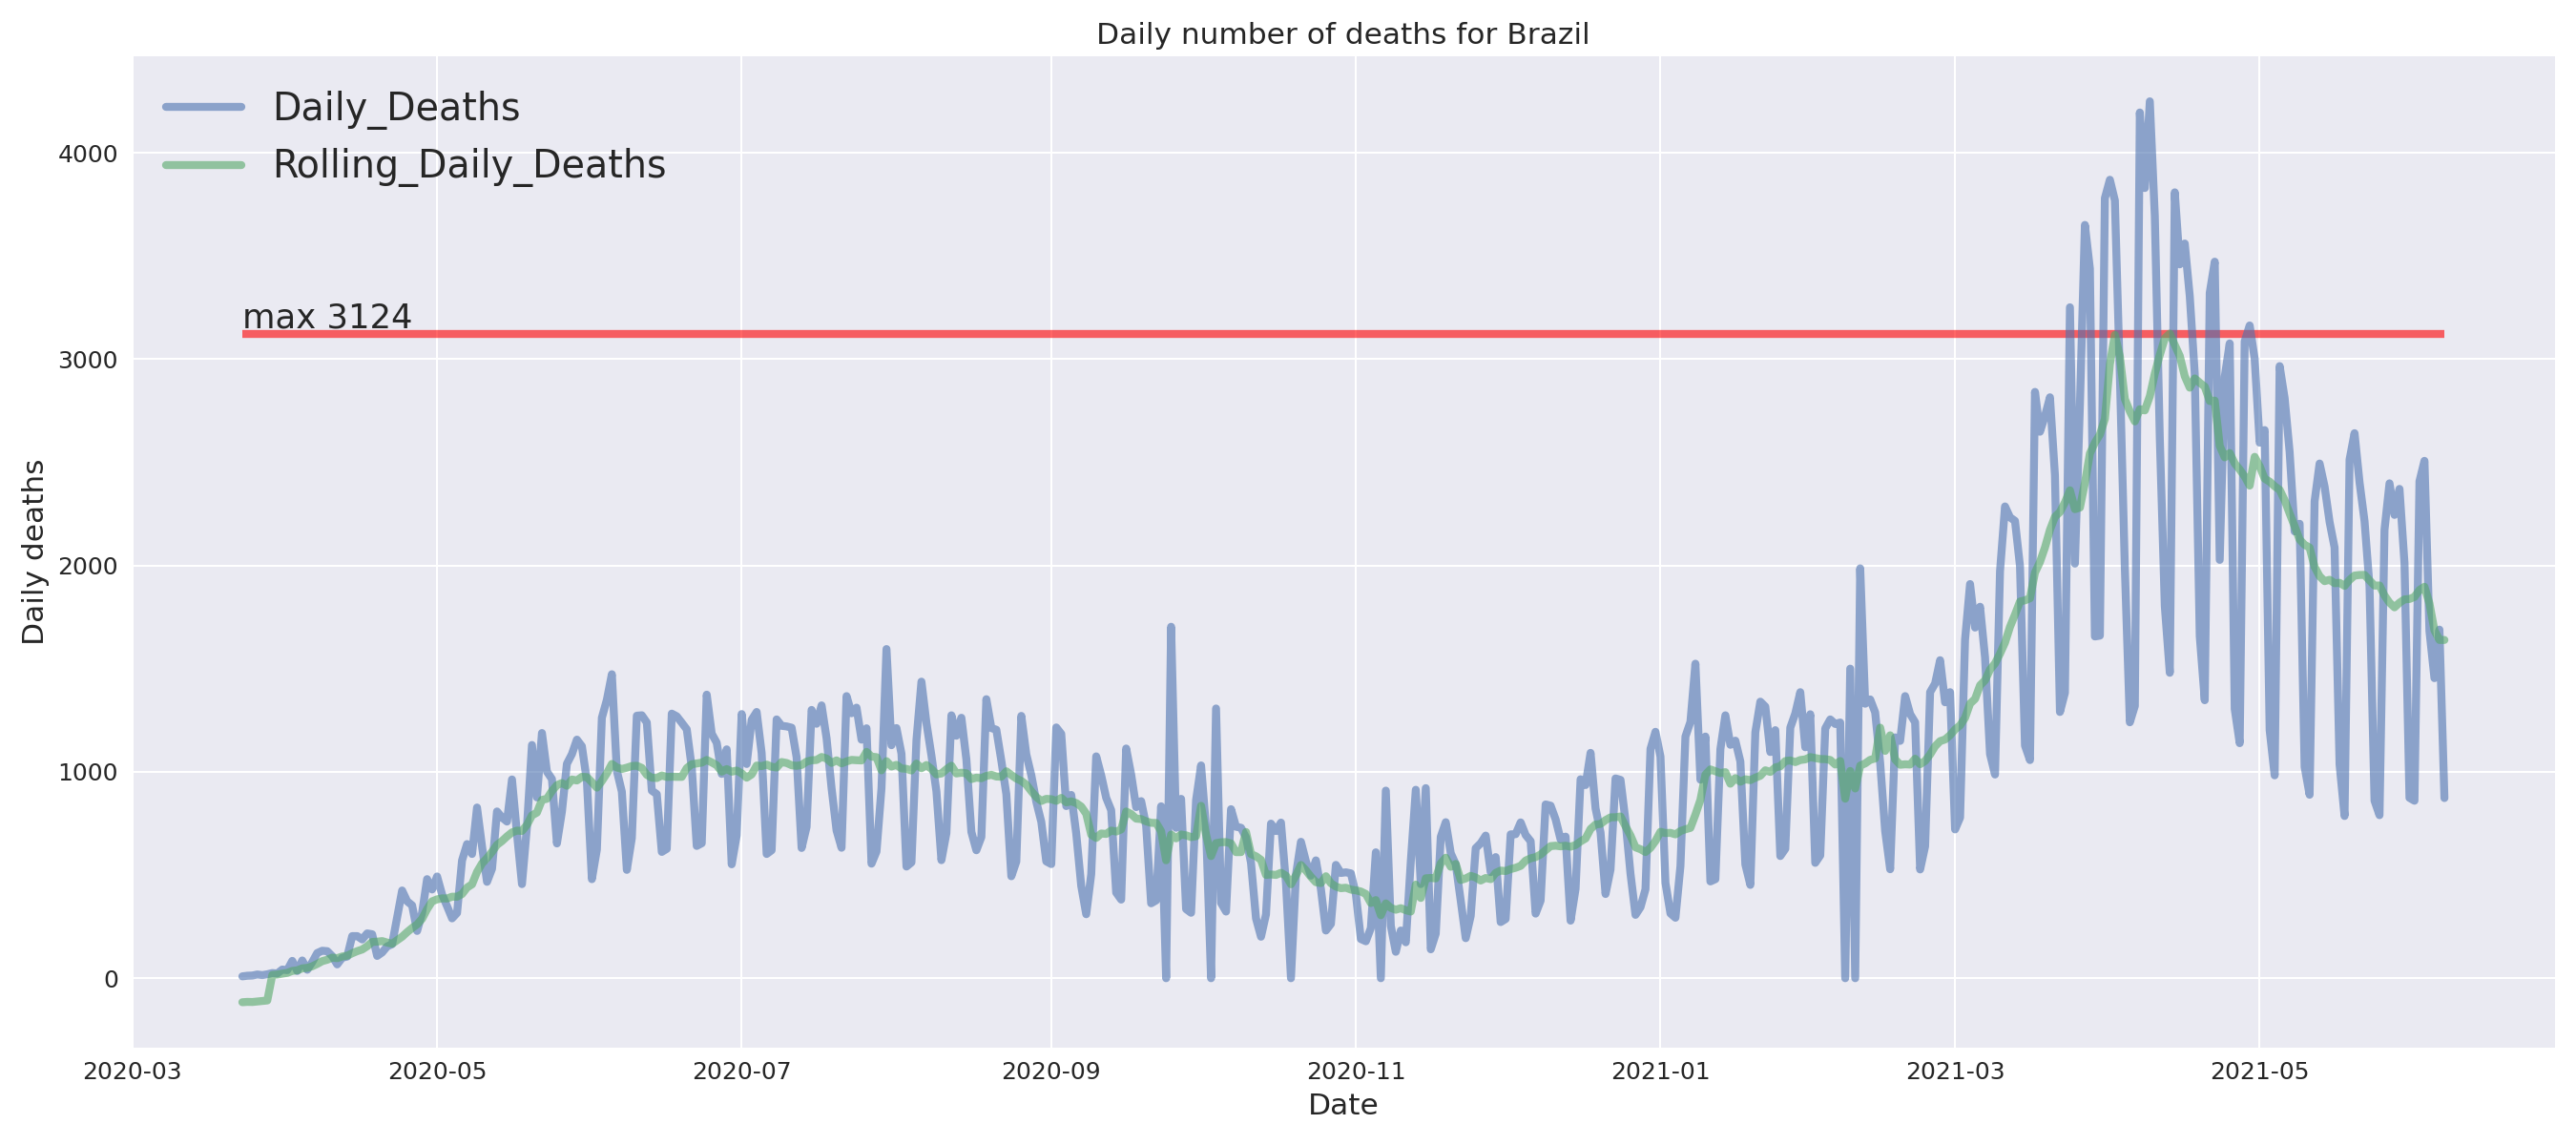 Daily number of deaths for Brazil
Daily_Deaths
Rolling_Daily_Deaths
max 3124
Daily deaths
4000
3000
2000
1000
0
2020-03 2020-05 2020-07 2020-09 2020-11 2021-01 2021-03 2021-05
Date